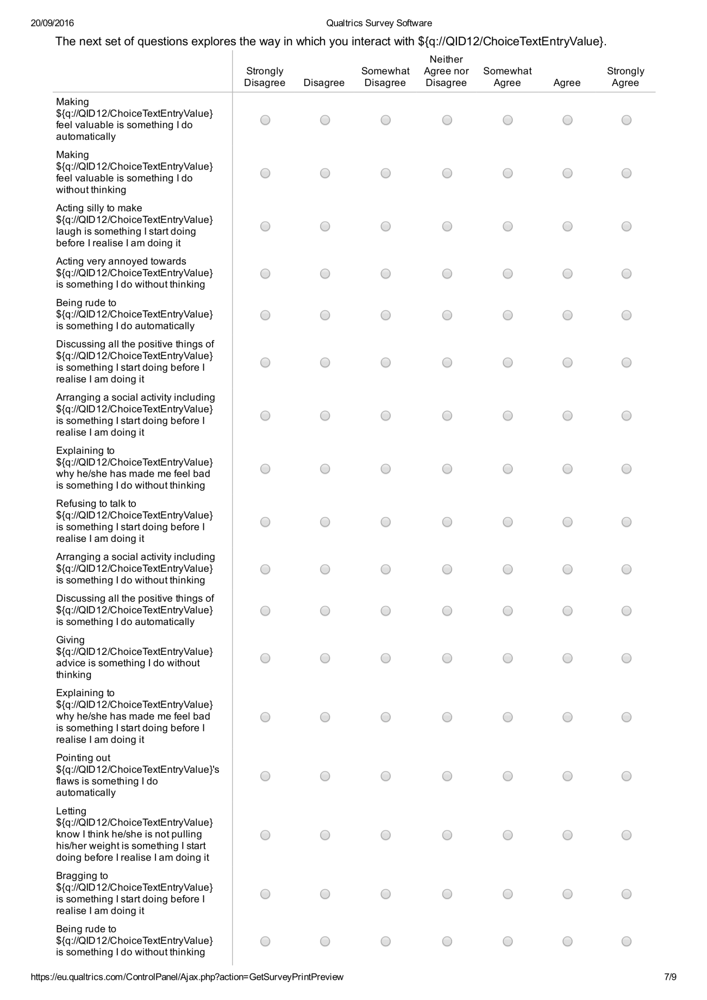 20/09/2016
Qualtrics Survey Software
The next set of questions explores the way in which you interact with ${q://QID12/ChoiceTextEntryValue}.
Strongly Disagree
Disagree
Somewhat Disagree
Neither Agree nor Disagree
Somewhat Agree
Agree
Strongly Agree
Making
${q://QID12/ChoiceTextEntryValue}
feel valuable is something I do
automatically
Making
${q://QID12/ChoiceTextEntryValue}
feel valuable is something I do
without thinking
Acting silly to make
${q://QID12/ChoiceTextEntryValue}
laugh is something I start doing
before I realise I am doing it
Acting very annoyed towards
${q://QID12/ChoiceTextEntryValue}
is something I do without thinking
Being rude to
${q://QID12/ChoiceTextEntryValue}
is something I do automatically
Discussing all the positive things of
${q://QID12/ChoiceTextEntryValue}
is something I start doing before I
realise I am doing it
Arranging a social activity including
${q://QID12/ChoiceTextEntryValue}
is something I start doing before I
realise I am doing it
Explaining to
${q://QID12/ChoiceTextEntryValue}
why he/she has made me feel bad
is something I do without thinking
Refusing to talk to
${q://QID12/ChoiceTextEntryValue}
is something I start doing before I
realise I am doing it
Arranging a social activity including
${q://QID12/ChoiceTextEntryValue}
is something I do without thinking
Discussing all the positive things of
${q://QID12/ChoiceTextEntryValue}
is something I do automatically
Giving
${q://QID12/ChoiceTextEntryValue}
advice is something I do without
thinking
Explaining to
${q://QID12/ChoiceTextEntryValue}
why he/she has made me feel bad
is something I start doing before I
realise I am doing it
Pointing out
${q://QID12/ChoiceTextEntryValue}'s
flaws is something I do
automatically
Letting
${q://QID12/ChoiceTextEntryValue}
know I think he/she is not pulling
his/her weight is something I start
doing before I realise I am doing it
Bragging to
${q://QID12/ChoiceTextEntryValue}
is something I start doing before I
realise I am doing it
Being rude to
${q://QID12/ChoiceTextEntryValue}
is something I do without thinking
https://eu.qualtrics.com/ControlPanel/Ajax.php?action=GetSurveyPrintPreview
7/9